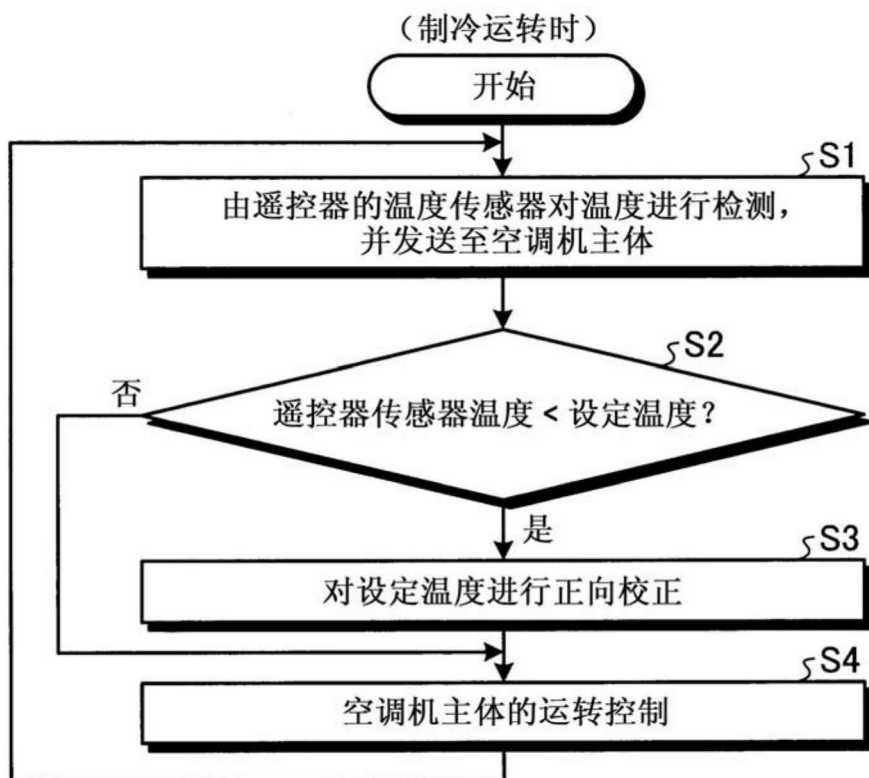 （制冷运转时）
开始
S1
由遥控器的温度传感器对温度进行检测，
并发送至空调机主体
S2
遥控器传感器温度 < 设定温度？
否
是
S3
对设定温度进行正向校正
S4
空调机主体的运转控制